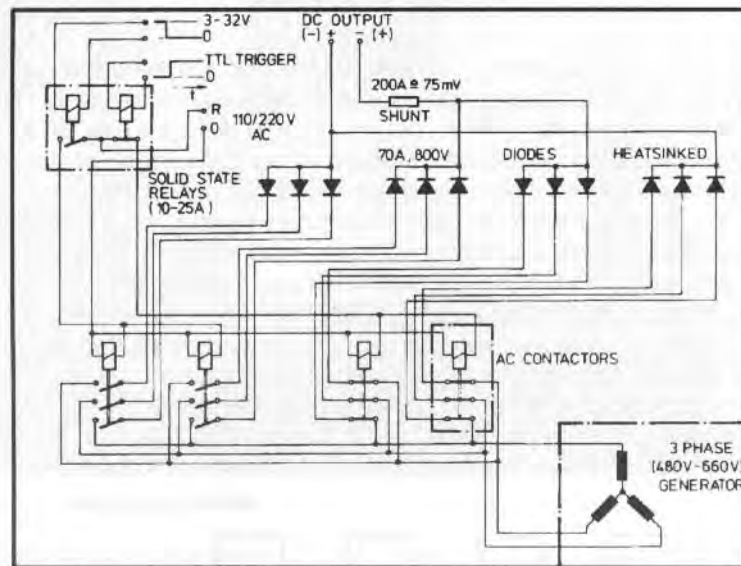 3-32V
0
TTL TRIGGER
0
R
0
110/220V
AC
SOLID STATE
RELAYS
(10-25A)
DC OUTPUT
(-) + - (+)
200A ≙ 75mV
SHUNT
70A, 800V
DIODES
HEATSINKED
AC CONTACTORS
3 PHASE
(480V-660V)
GENERATOR